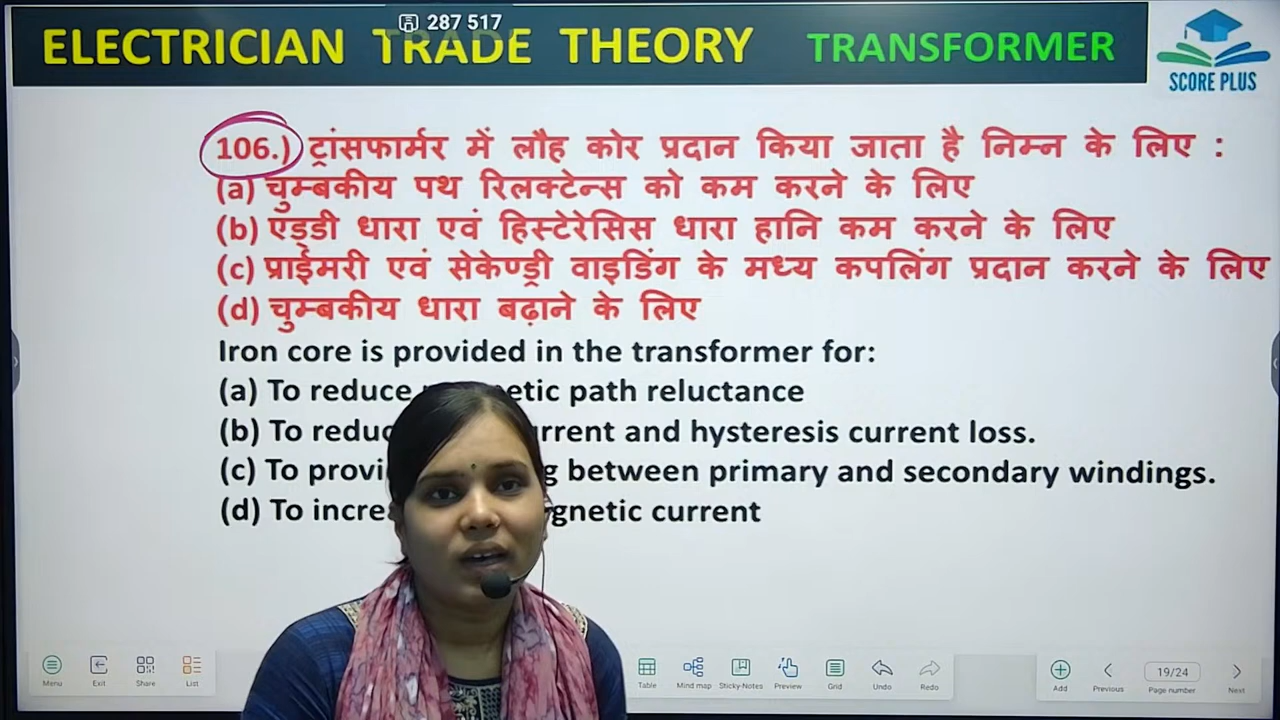 287 517
ELECTRICIAN TRADE THEORY TRANSFORMER
SCORE PLUS
106.) ट्रांसफार्मर में लौह कोर प्रदान किया जाता है निम्न के लिए :
(a) चुम्बकीय पथ रिलक्टेन्स को कम करने के लिए
(b) एड्डी धारा एवं हिस्टेरेसिस धारा हानि कम करने के लिए
(c) प्राईमरी एवं सेकेण्ड्री वाइडिंग के मध्य कपलिंग प्रदान करने के लिए
(d) चुम्बकीय धारा बढ़ाने के लिए
Iron core is provided in the transformer for:
(a) To reduce etic path reluctance
(b) To reduc rrent and hysteresis current loss.
(c) To provi g between primary and secondary windings.
(d) To incre gnetic current
Menu Exit Share List Table Mind map Sticky-Notes Preview Grid Undo Redo Add Previous 19/24 Page number Next